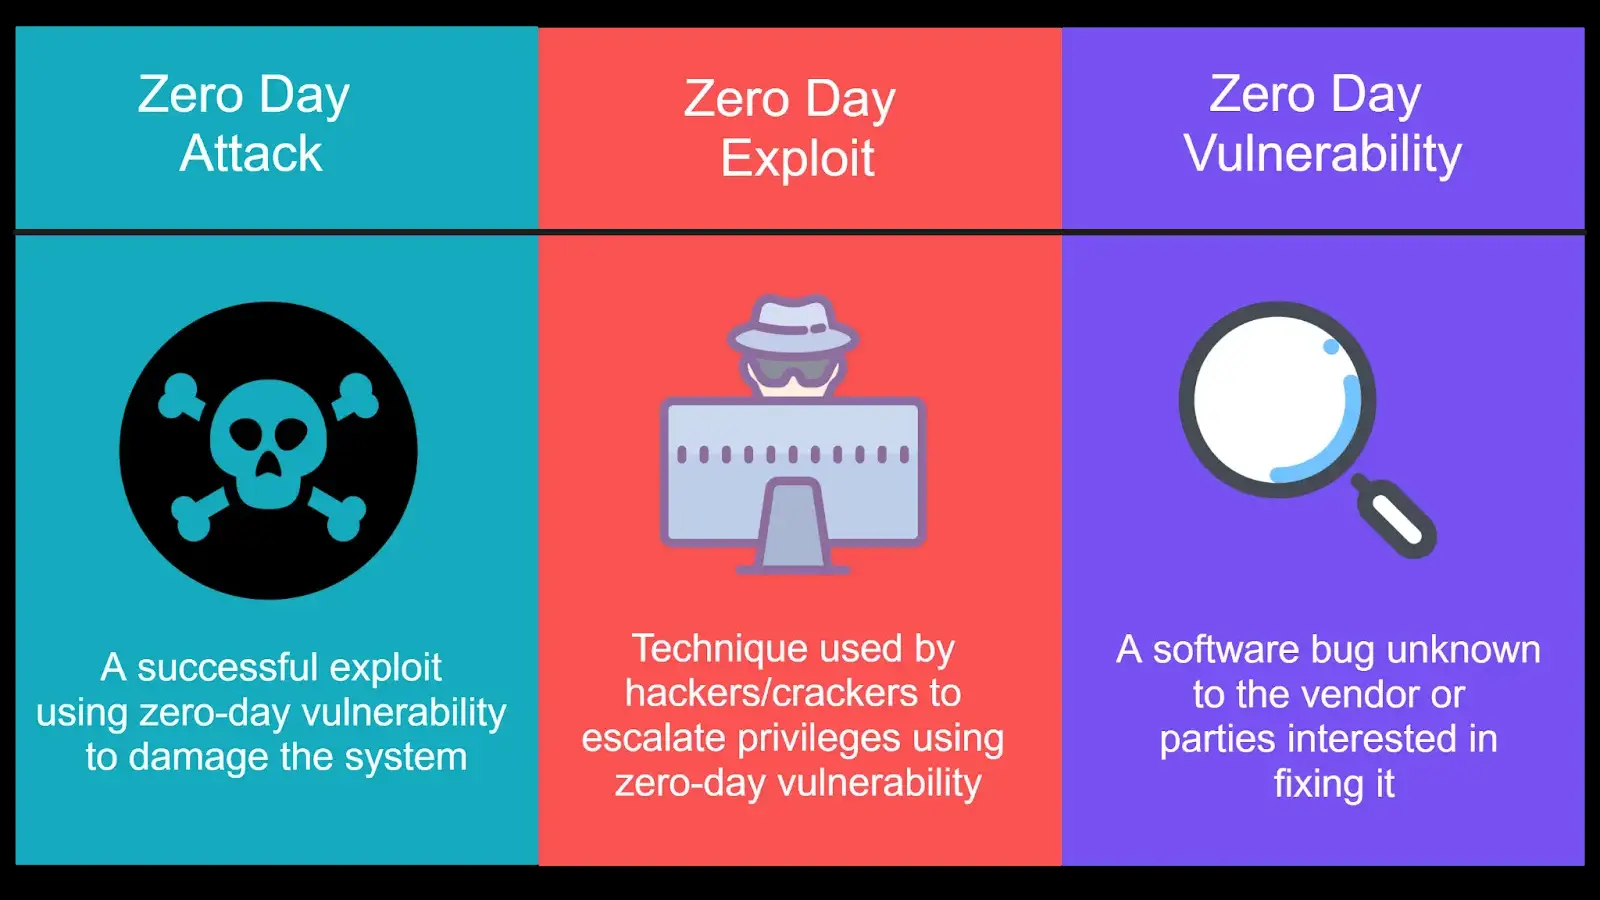 Zero Day
Attack
A successful exploit
using zero-day vulnerability
to damage the system
Zero Day
Exploit
Technique used by
hackers/crackers to
escalate privileges using
zero-day vulnerability
Zero Day
Vulnerability
A software bug unknown
to the vendor or
parties interested in
fixing it